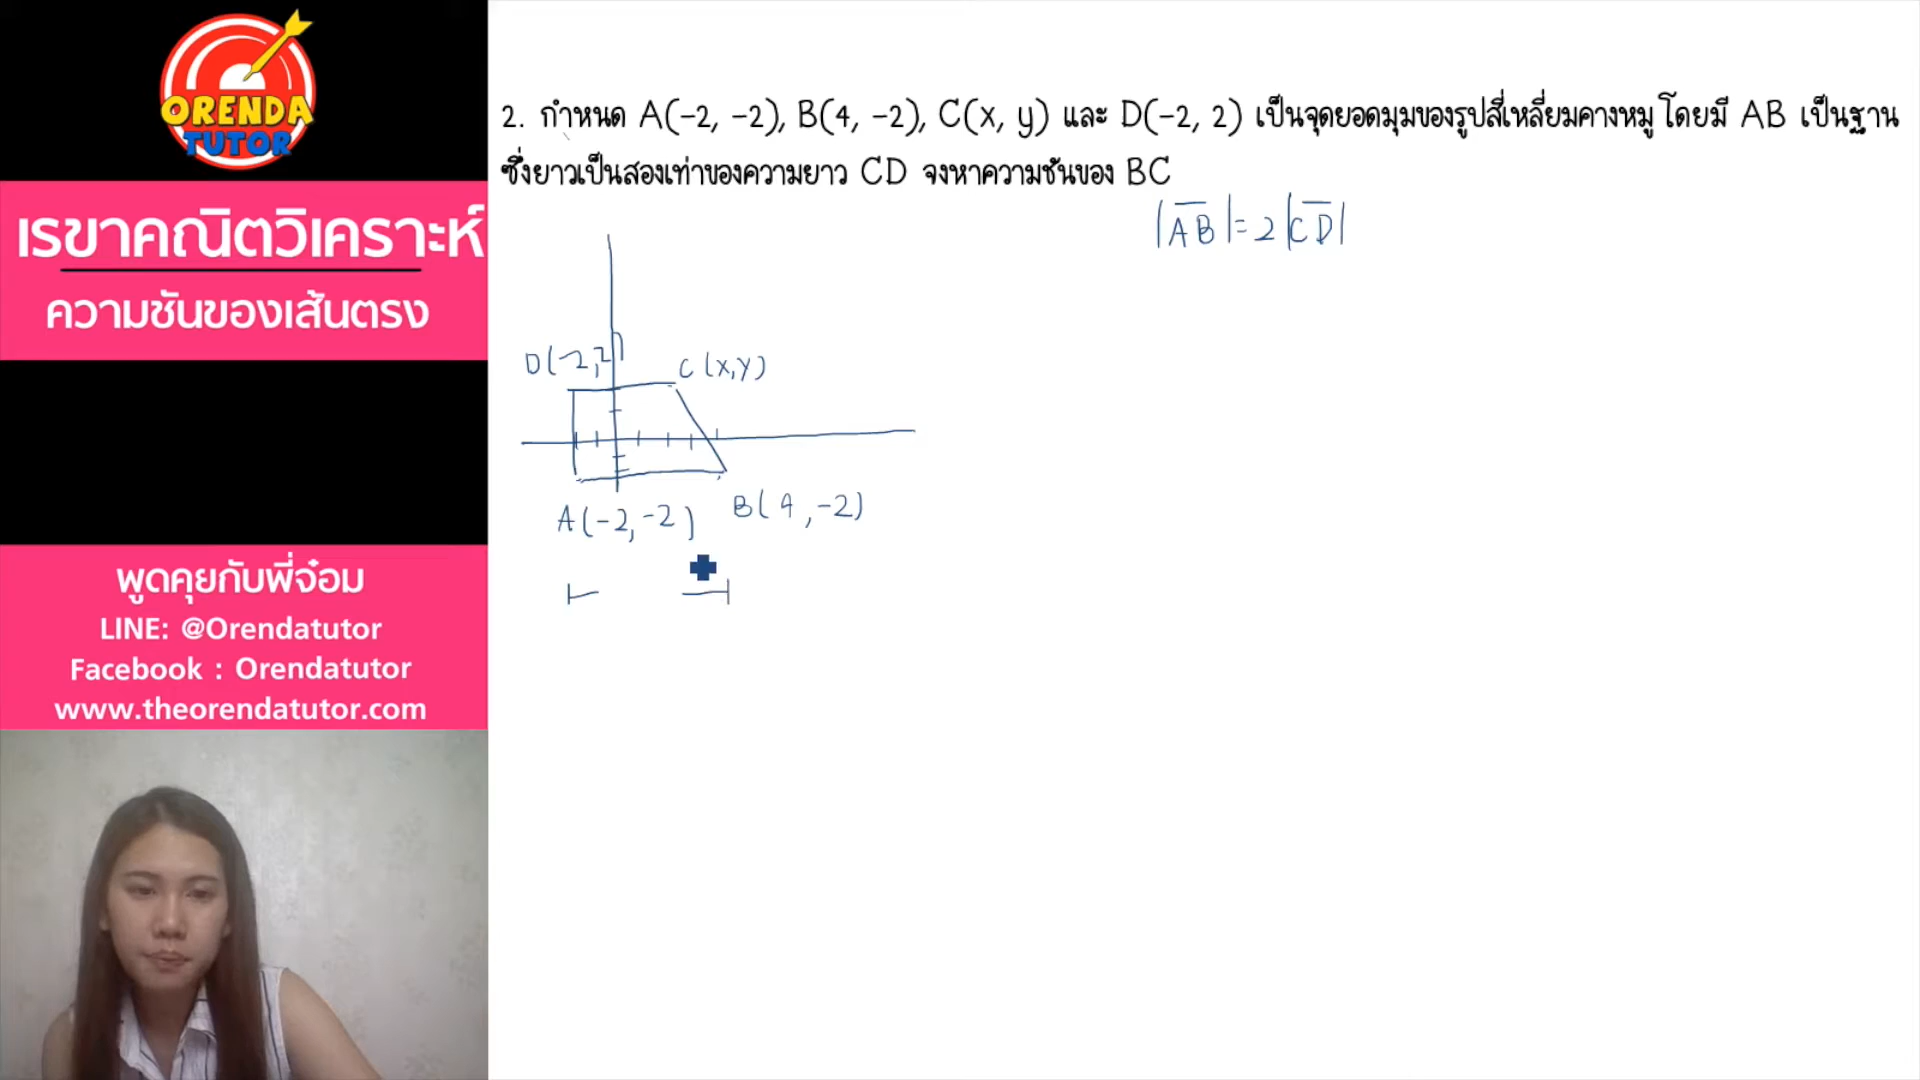 ORENDA
TUTOR
เรขาคณิตวิเคราะห์
ความชันของเส้นตรง
พูดคุยกับพี่จ๋อม
LINE: @Orendatutor
Facebook : Orendatutor
www.theorendatutor.com
2. กำหนด A(-2, -2), B(4, -2), C(x, y) และ D(-2, 2) เป็นจุดยอดมุมของรูปสี่เหลี่ยมคางหมู โดยมี AB เป็นฐาน
ซึ่งยาวเป็นสองเท่าของความยาว CD จงหาความชันของ BC
|AB| = 2|CD|
D(-2,2)
C(x,y)
A(-2,-2)
B(4,-2)